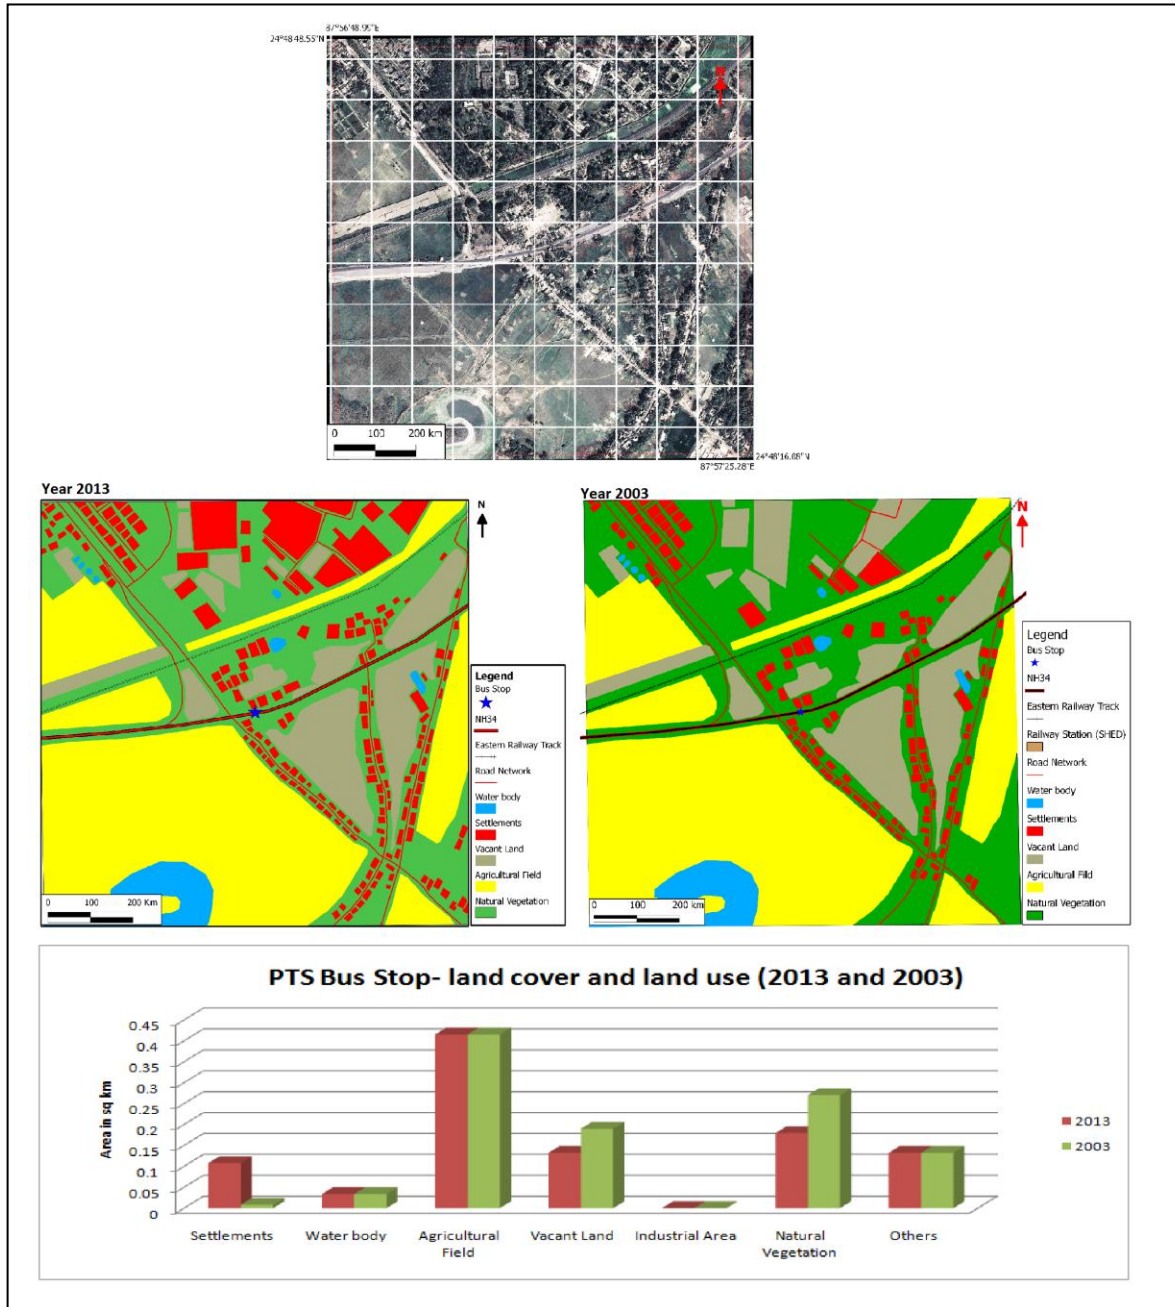 87°56'48.99"E
24°48'48.55"N
N
0 100 200 km
24°48'16.08"N
87°57'25.28"E
Year 2013
N
Legend
Bus Stop
NH34
Eastern Railway Track
Road Network
Water body
Settlements
Vacant Land
Agricultural Field
Natural Vegetation
0 100 200 km
Year 2003
N
Legend
Bus Stop
NH34
Eastern Railway Track
Railway Station (SHED)
Road Network
Water body
Settlements
Vacant Land
Agricultural Fild
Natural Vegetation
0 100 200 km
PTS Bus Stop- land cover and land use (2013 and 2003)
Area in sq km
0.45
0.4
0.35
0.3
0.25
0.2
0.15
0.1
0.05
0
Settlements
Water body
Agricultural
Field
Vacant Land
Industrial Area
Natural
Vegetation
Others
2013
2003